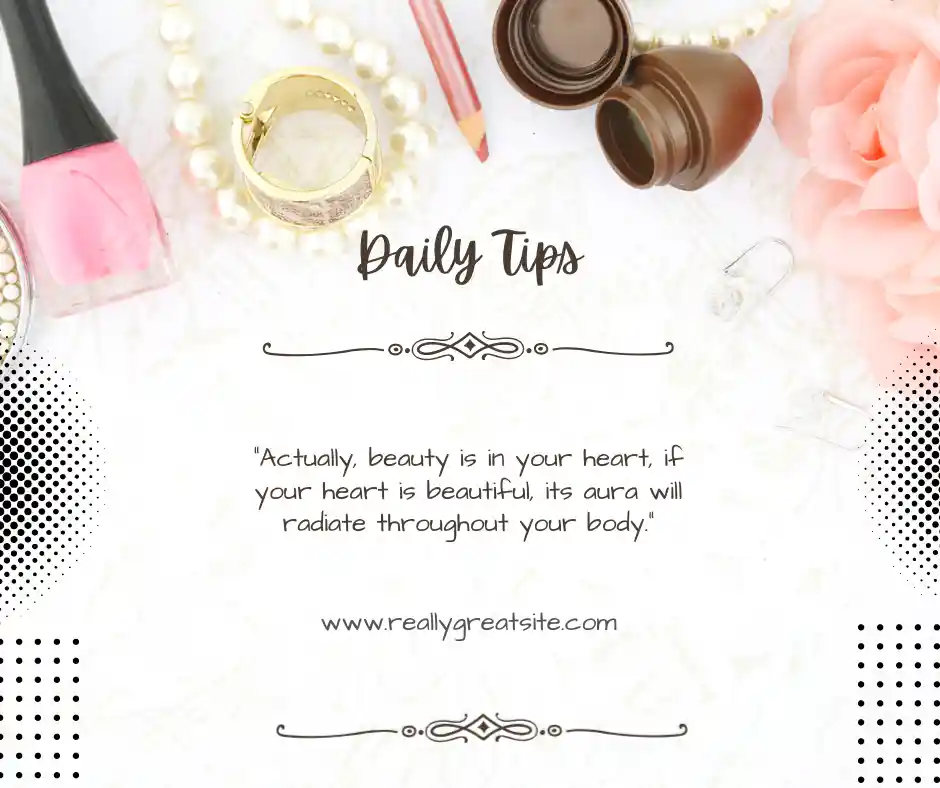 Daily Tips
"Actually, beauty is in your heart, if
your heart is beautiful, its aura will
radiate throughout your body."
www.reallygreatsite.com